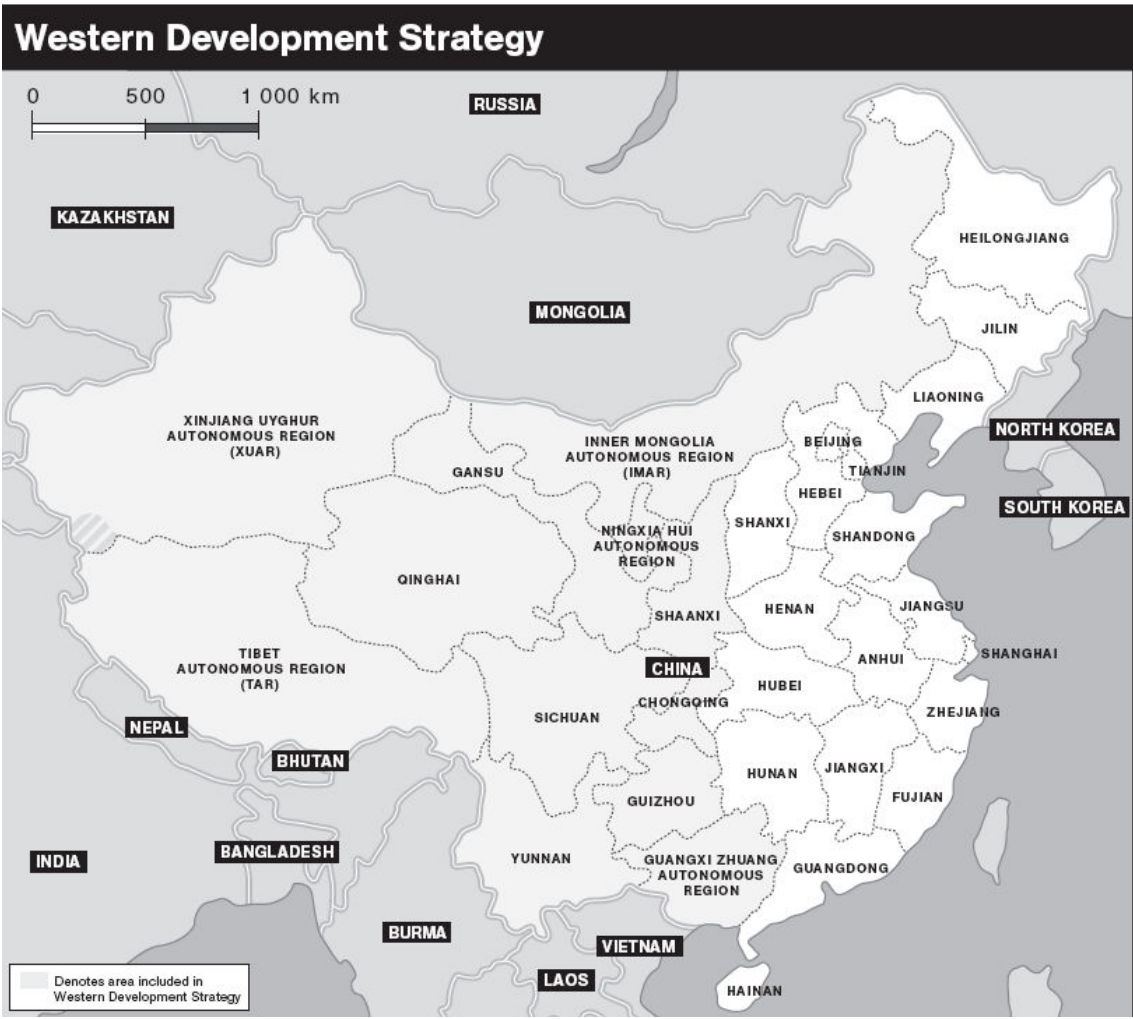 Western Development Strategy
0 500 1 000 km
RUSSIA
KAZAKHSTAN
HEILONGJIANG
MONGOLIA
JILIN
LIAONING
XINJIANG UYGHUR
AUTONOMOUS REGION
(XUAR)
GANSU
INNER MONGOLIA
AUTONOMOUS REGION
(IMAR)
BEIJING
TIANJIN
NORTH KOREA
HEBEI
SHANXI
SOUTH KOREA
SHANDONG
NINGXIA HUI
AUTONOMOUS
REGION
QINGHAI
SHAANXI
HENAN
JIANGSU
TIBET
AUTONOMOUS REGION
(TAR)
CHINA
ANHUI
SHANGHAI
HUBEI
CHONGQING
SICHUAN
ZHEJIANG
NEPAL
BHUTAN
HUNAN
JIANGXI
FUJIAN
GUIZHOU
INDIA
BANGLADESH
YUNNAN
GUANGXI ZHUANG
AUTONOMOUS
REGION
GUANGDONG
BURMA
VIETNAM
LAOS
HAINAN
Denotes area included in
Western Development Strategy